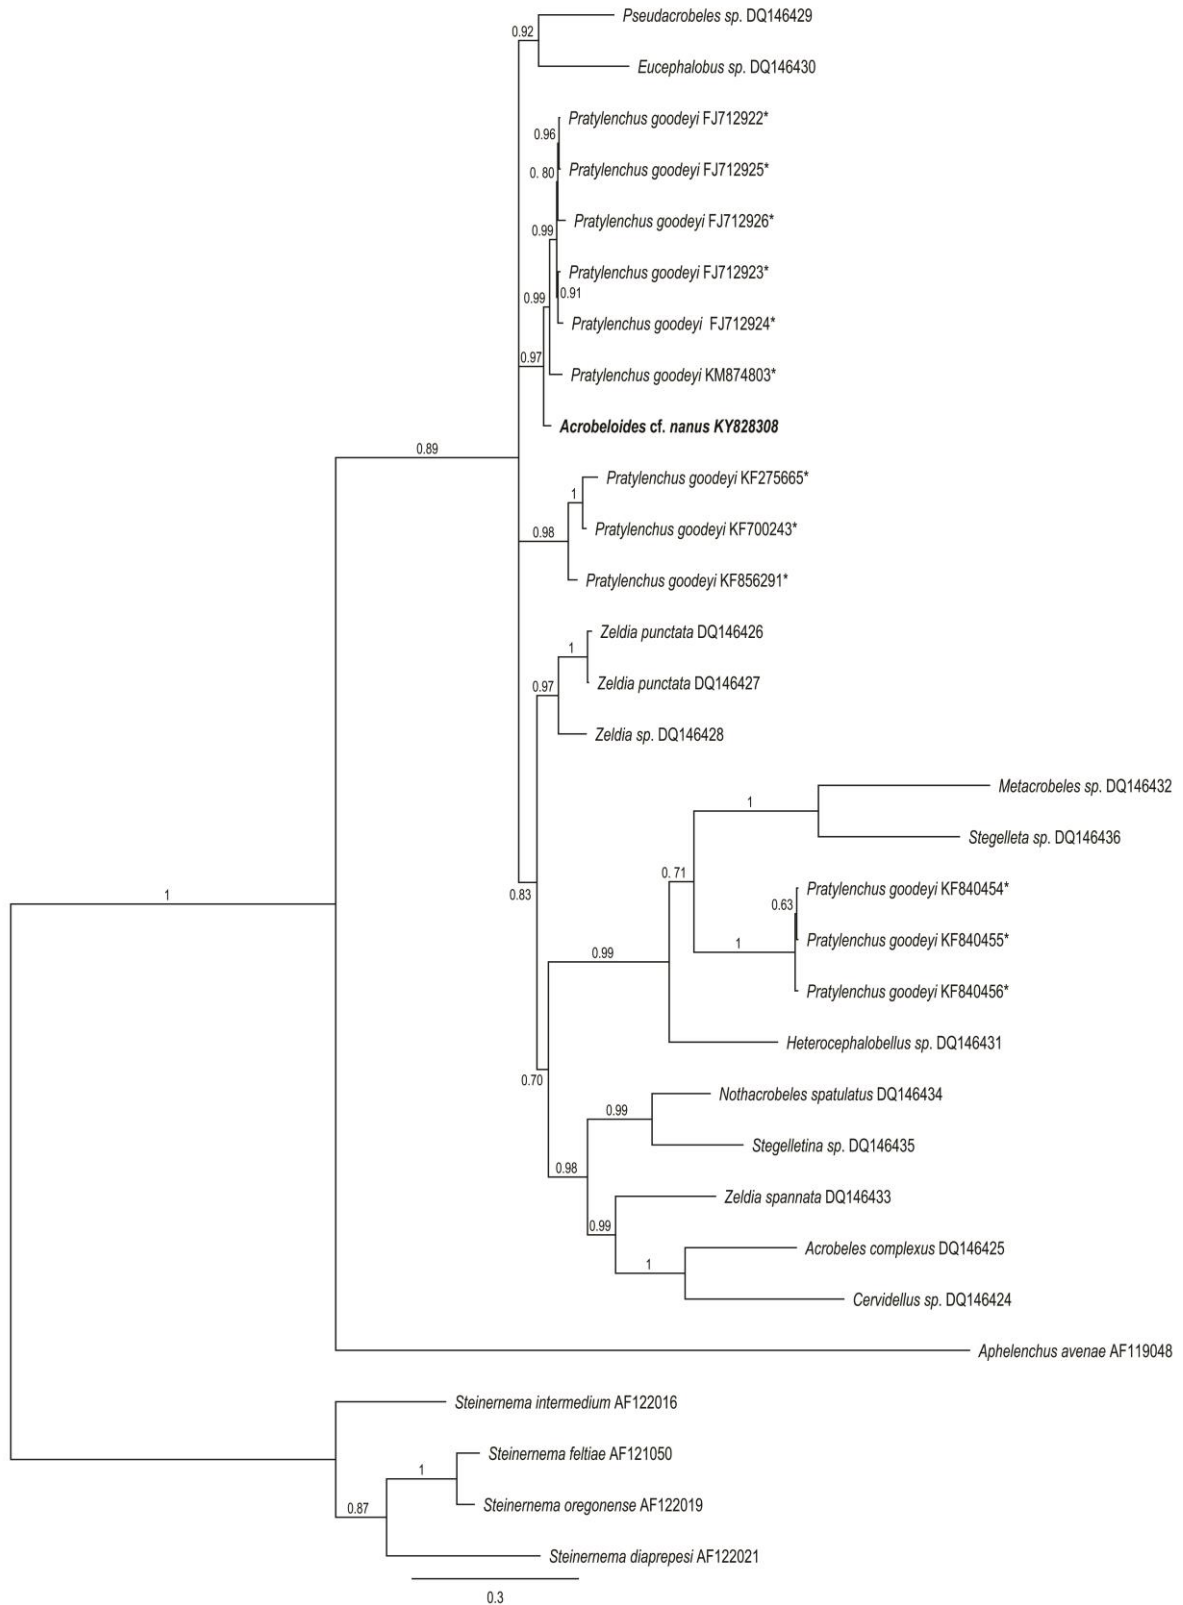 Pseudacrobeles sp. DQ146429
0.92
Eucephalobus sp. DQ146430
Pratylenchus goodeyi FJ712922*
0.96
Pratylenchus goodeyi FJ712925*
0. 80
Pratylenchus goodeyi FJ712926*
0.99
Pratylenchus goodeyi FJ712923*
0.91
0.99
Pratylenchus goodeyi FJ712924*
0.97
Pratylenchus goodeyi KM874803*
Acrobeloides cf. nanus KY828308
0.89
Pratylenchus goodeyi KF275665*
1
Pratylenchus goodeyi KF700243*
0.98
Pratylenchus goodeyi KF856291*
Zeldia punctata DQ146426
1
Zeldia punctata DQ146427
0.97
Zeldia sp. DQ146428
Metacrobeles sp. DQ146432
1
Stegelleta sp. DQ146436
0. 71
Pratylenchus goodeyi KF840454*
0.83
0.63
1
Pratylenchus goodeyi KF840455*
1
0.99
Pratylenchus goodeyi KF840456*
Heterocephalobellus sp. DQ146431
0.70
Nothacrobeles spatulatus DQ146434
0.99
Stegelletina sp. DQ146435
0.98
Zeldia spannata DQ146433
0.99
Acrobeles complexus DQ146425
1
Cervidellus sp. DQ146424
Aphelenchus avenae AF119048
Steinernema intermedium AF122016
Steinernema feltiae AF121050
1
Steinernema oregonense AF122019
0.87
Steinernema diaprepesi AF122021
0.3